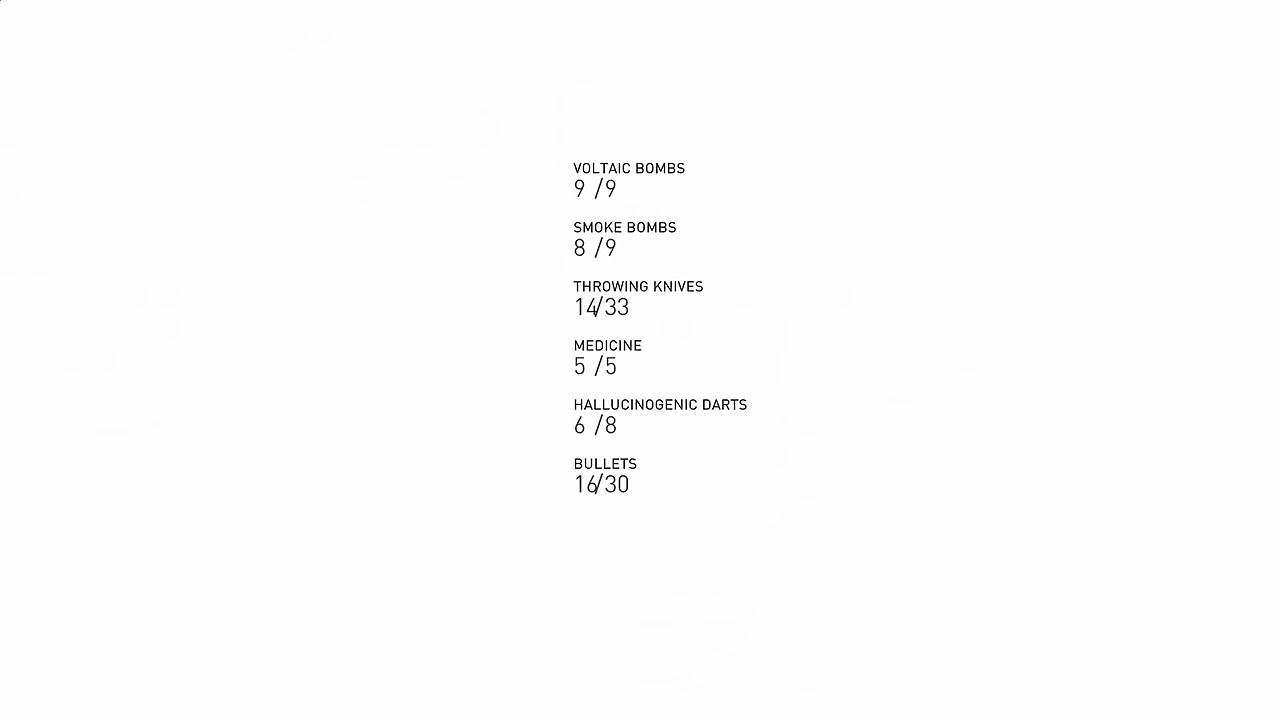 VOLTAIC BOMBS
9 /9
SMOKE BOMBS
8 /9
THROWING KNIVES
14/33
MEDICINE
5 /5
HALLUCINOGENIC DARTS
6 /8
BULLETS
16/30